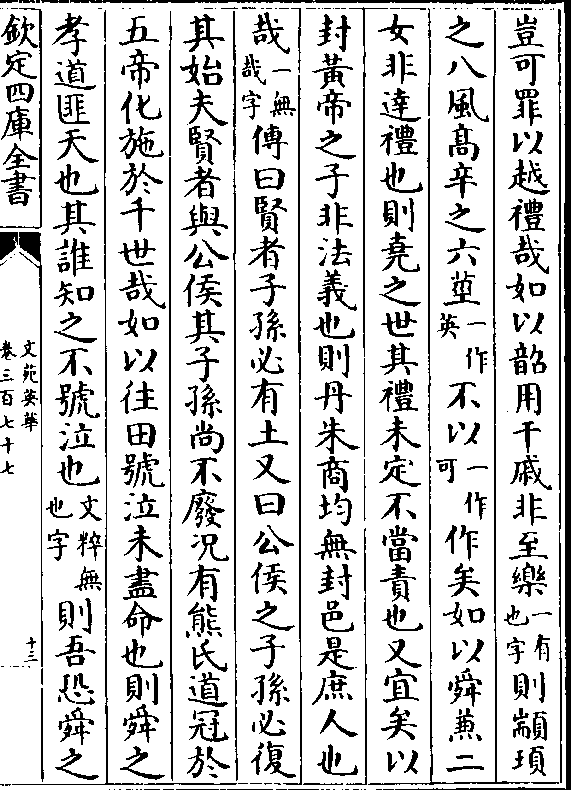 豈可罪以越禮哉如以韶用干戚非至樂一有也字則顓頊
之八風髙辛之六莖一作英不以一作可作矣如以舜兼二
女非達禮也則堯之世其禮未定不當責也又宜矣以
封黃帝之子非法義也則丹朱商均無封邑是庶人也
哉一無哉字傳曰賢者子孫必有土又曰公侯之子孫必復
其始夫賢者與公侯其子孫尚不廢況有熊氏道冠於
五帝化施於千世哉如以往田號泣未盡命也則舜之
孝道匪天也其誰知之不號泣也文粹無也字則吾恐舜之
欽定四庫全書
文苑英華
卷三百七十七
十三